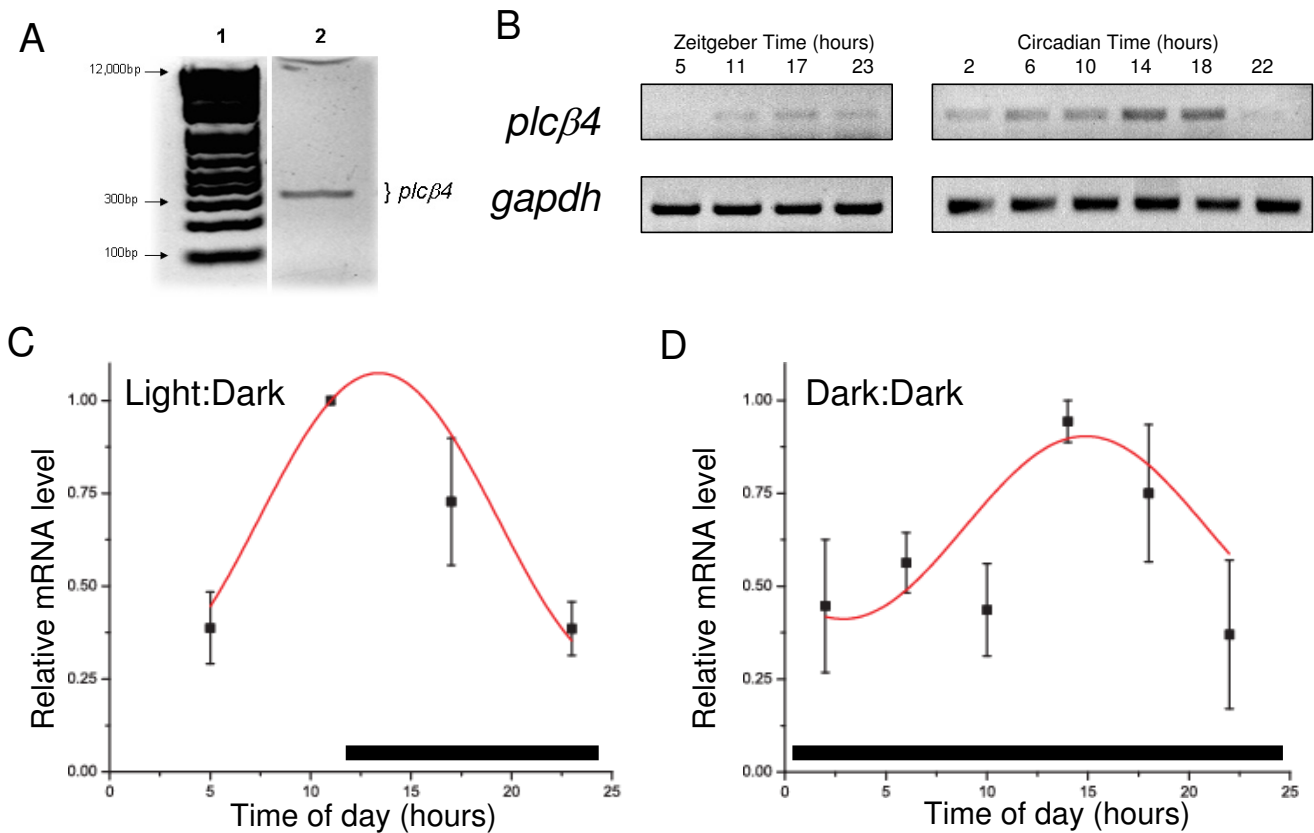 A
1 2
12,000bp
300bp
100bp
} plcβ4
B
Zeitgeber Time (hours)
5 11 17 23
Circadian Time (hours)
2 6 10 14 18 22
plcβ4
gapdh
C
Light:Dark
Relative mRNA level
1.00
0.75
0.50
0.25
0.00
0 5 10 15 20 25
Time of day (hours)
D
Dark:Dark
Relative mRNA level
1.00
0.75
0.50
0.25
0.00
0 5 10 15 20 25
Time of day (hours)